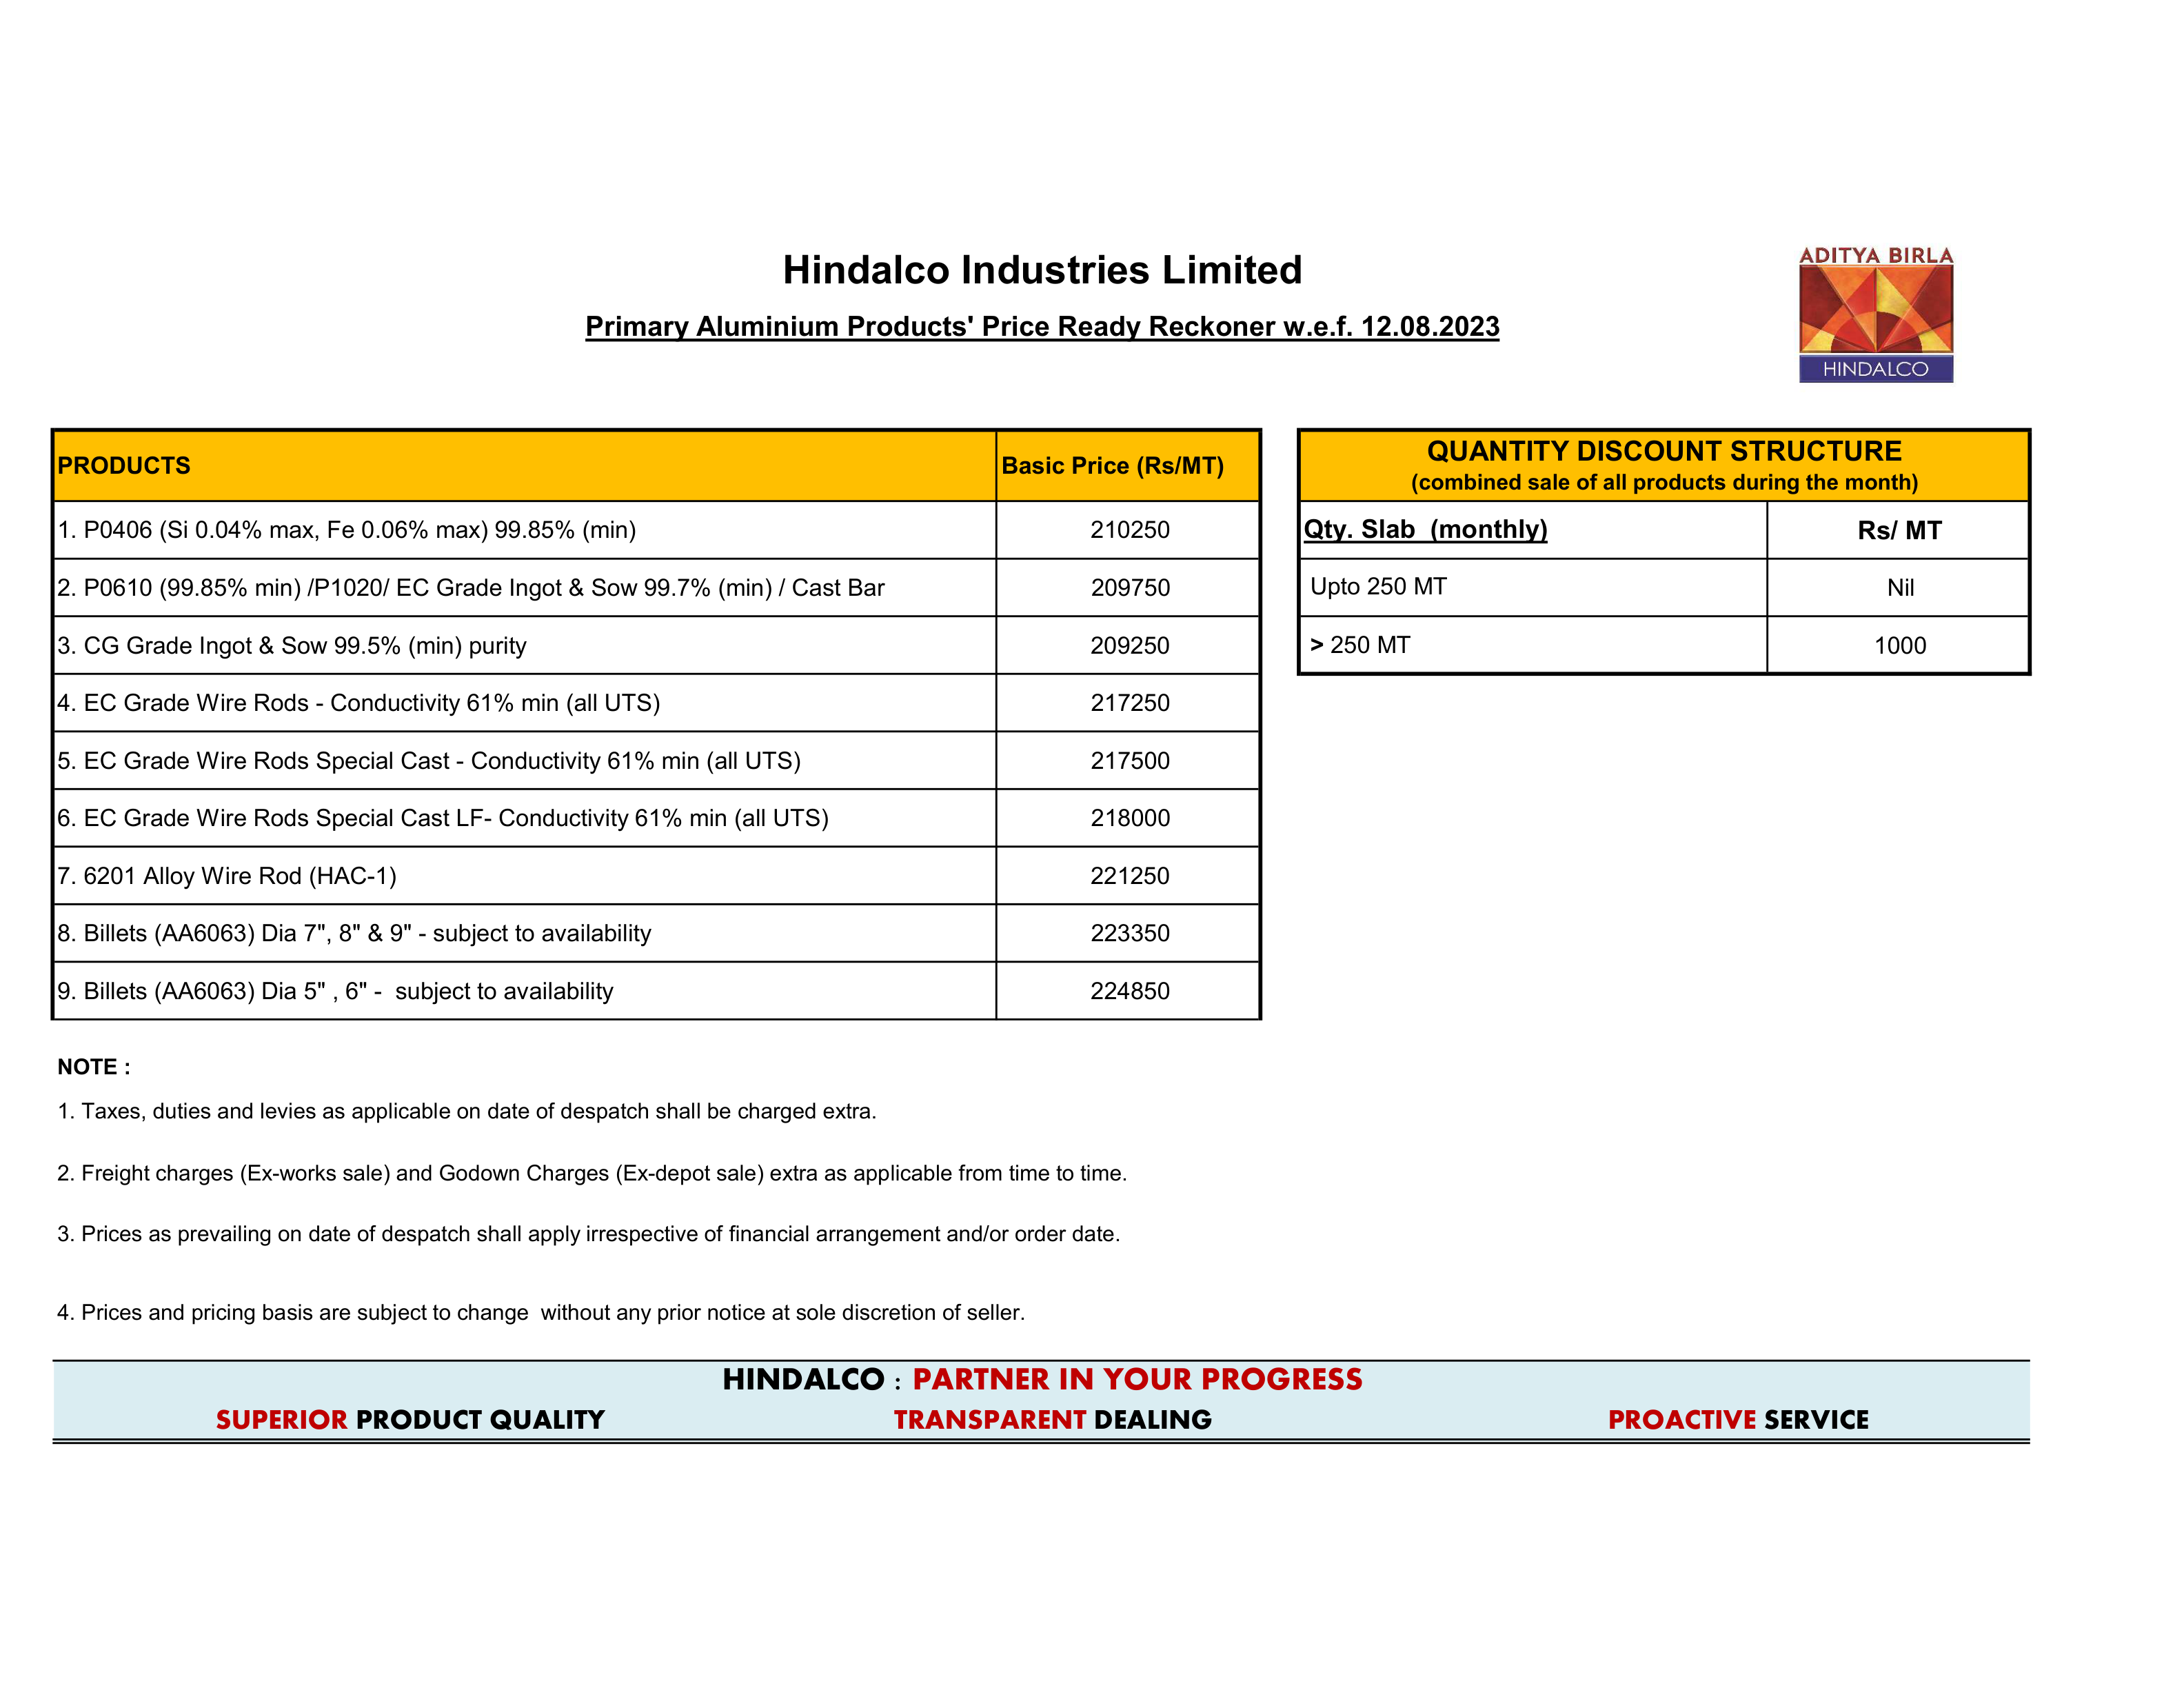 Hindalco Industries Limited
Primary Aluminium Products' Price Ready Reckoner w.e.f. 12.08.2023
ADITYA BIRLA
HINDALCO
PRODUCTS Basic Price (Rs/MT)
1. P0406 (Si 0.04% max, Fe 0.06% max) 99.85% (min) 210250
2. P0610 (99.85% min) /P1020/ EC Grade Ingot & Sow 99.7% (min) / Cast Bar 209750
3. CG Grade Ingot & Sow 99.5% (min) purity 209250
4. EC Grade Wire Rods - Conductivity 61% min (all UTS) 217250
5. EC Grade Wire Rods Special Cast - Conductivity 61% min (all UTS) 217500
6. EC Grade Wire Rods Special Cast LF- Conductivity 61% min (all UTS) 218000
7. 6201 Alloy Wire Rod (HAC-1) 221250
8. Billets (AA6063) Dia 7", 8" & 9" - subject to availability 223350
9. Billets (AA6063) Dia 5" , 6" -  subject to availability 224850
QUANTITY DISCOUNT STRUCTURE
(combined sale of all products during the month)
Qty. Slab  (monthly) Rs/ MT
Upto 250 MT Nil
> 250 MT 1000
NOTE :
1. Taxes, duties and levies as applicable on date of despatch shall be charged extra.
2. Freight charges (Ex-works sale) and Godown Charges (Ex-depot sale) extra as applicable from time to time.
3. Prices as prevailing on date of despatch shall apply irrespective of financial arrangement and/or order date.
4. Prices and pricing basis are subject to change  without any prior notice at sole discretion of seller.
HINDALCO : PARTNER IN YOUR PROGRESS
SUPERIOR PRODUCT QUALITY TRANSPARENT DEALING PROACTIVE SERVICE